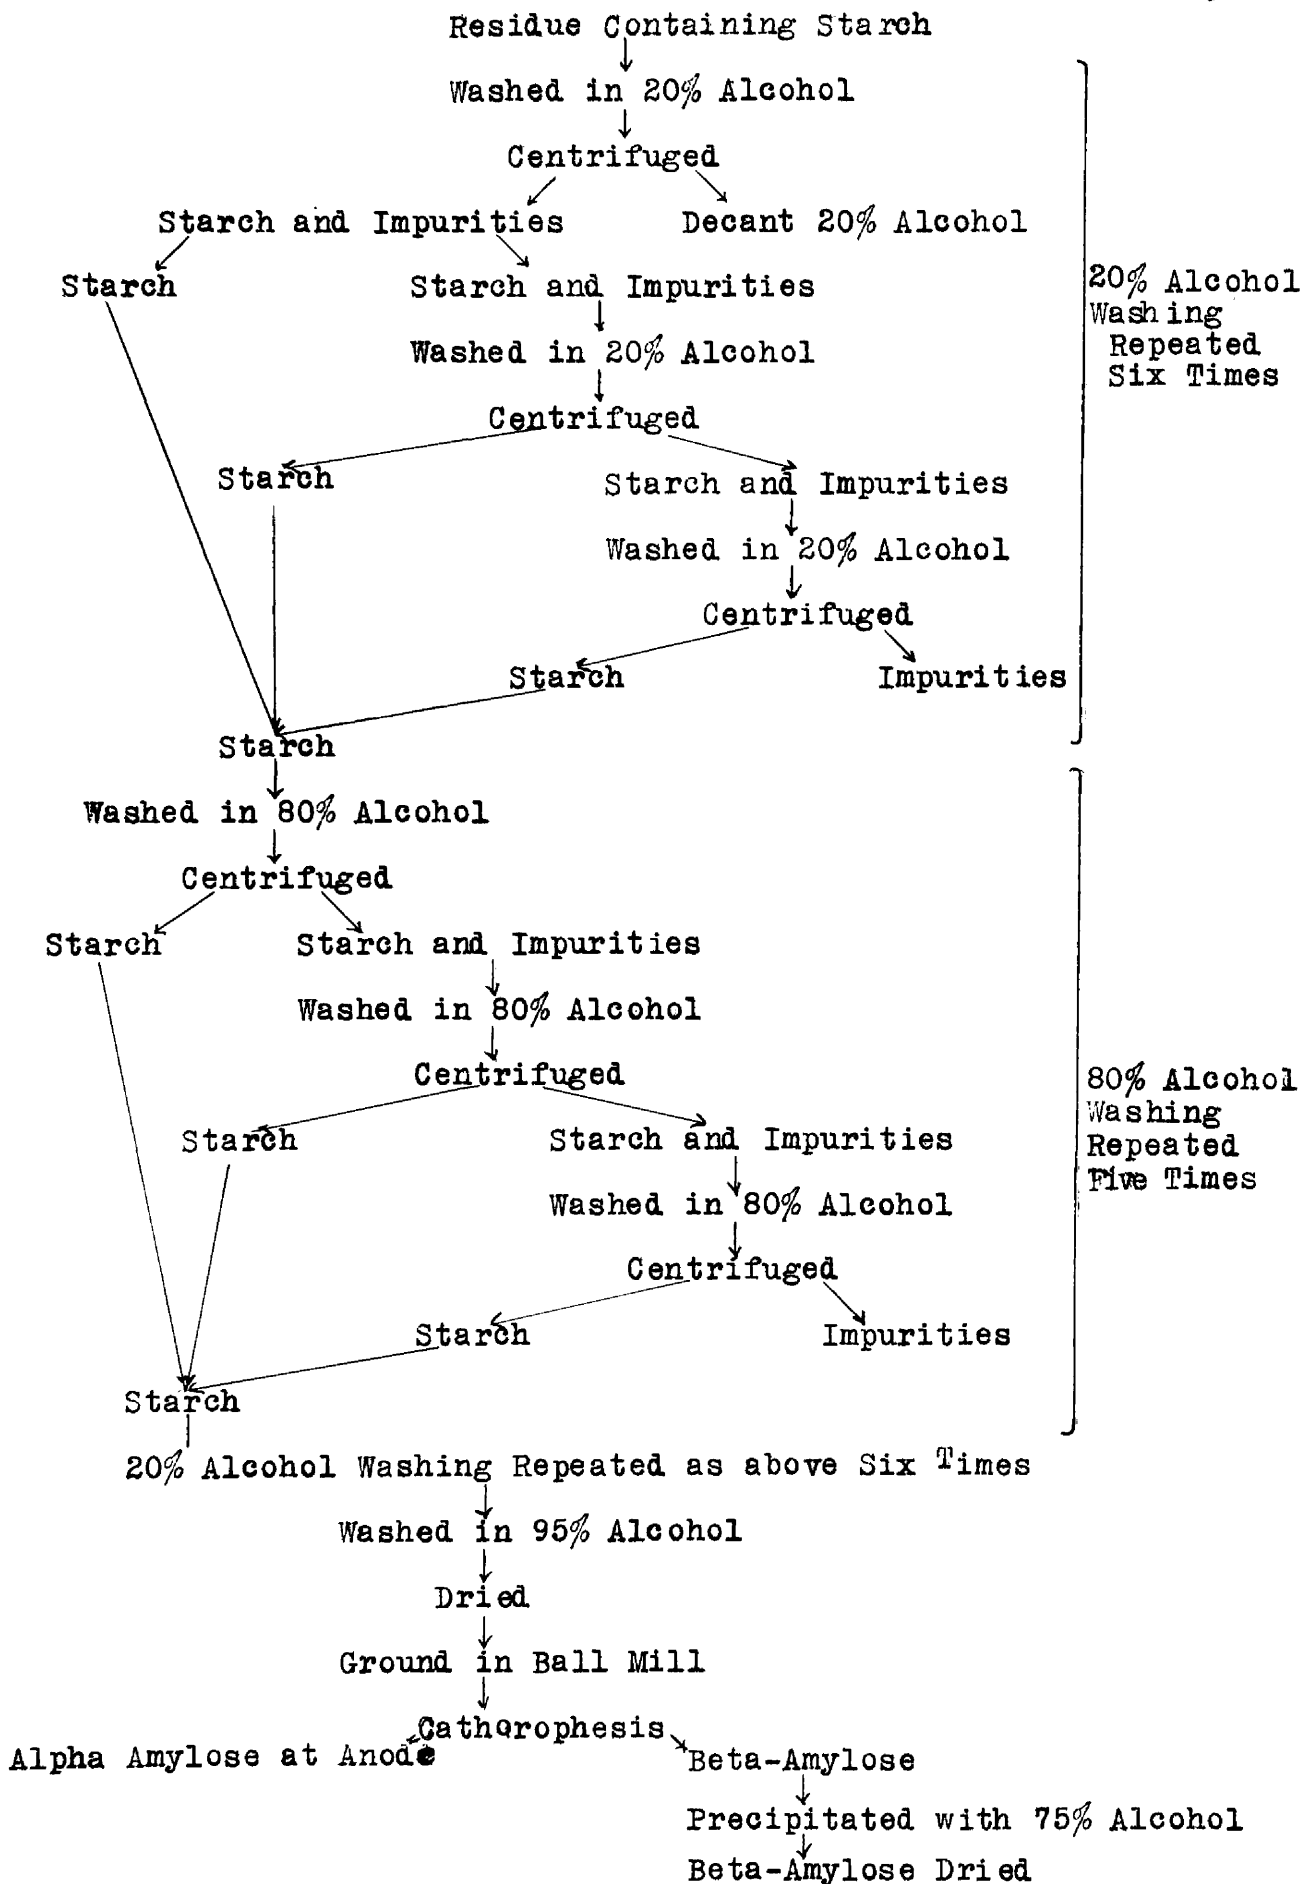 Residue Containing Starch
Washed in 20% Alcohol
Centrifuged
Starch and Impurities
Decant 20% Alcohol
Starch
Starch and Impurities
20% Alcohol
Washing
Repeated
Six Times
Washed in 20% Alcohol
Centrifuged
Starch
Starch and Impurities
Washed in 20% Alcohol
Centrifuged
Starch
Impurities
Starch
Washed in 80% Alcohol
Centrifuged
Starch
Starch and Impurities
Washed in 80% Alcohol
Centrifuged
80% Alcohol
Washing
Repeated
Five Times
Starch
Starch and Impurities
Washed in 80% Alcohol
Centrifuged
Starch
Impurities
Starch
20% Alcohol Washing Repeated as above Six Times
Washed in 95% Alcohol
Dried
Ground in Ball Mill
Cathorophesis
Alpha Amylose at Anode
Beta-Amylose
Precipitated with 75% Alcohol
Beta-Amylose Dried